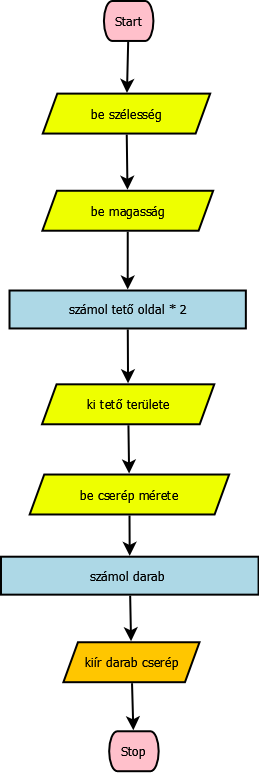 Start
be szélesség
be magasság
számol tető oldal * 2
ki tető területe
be cserép mérete
számol darab
kiír darab cserép
Stop